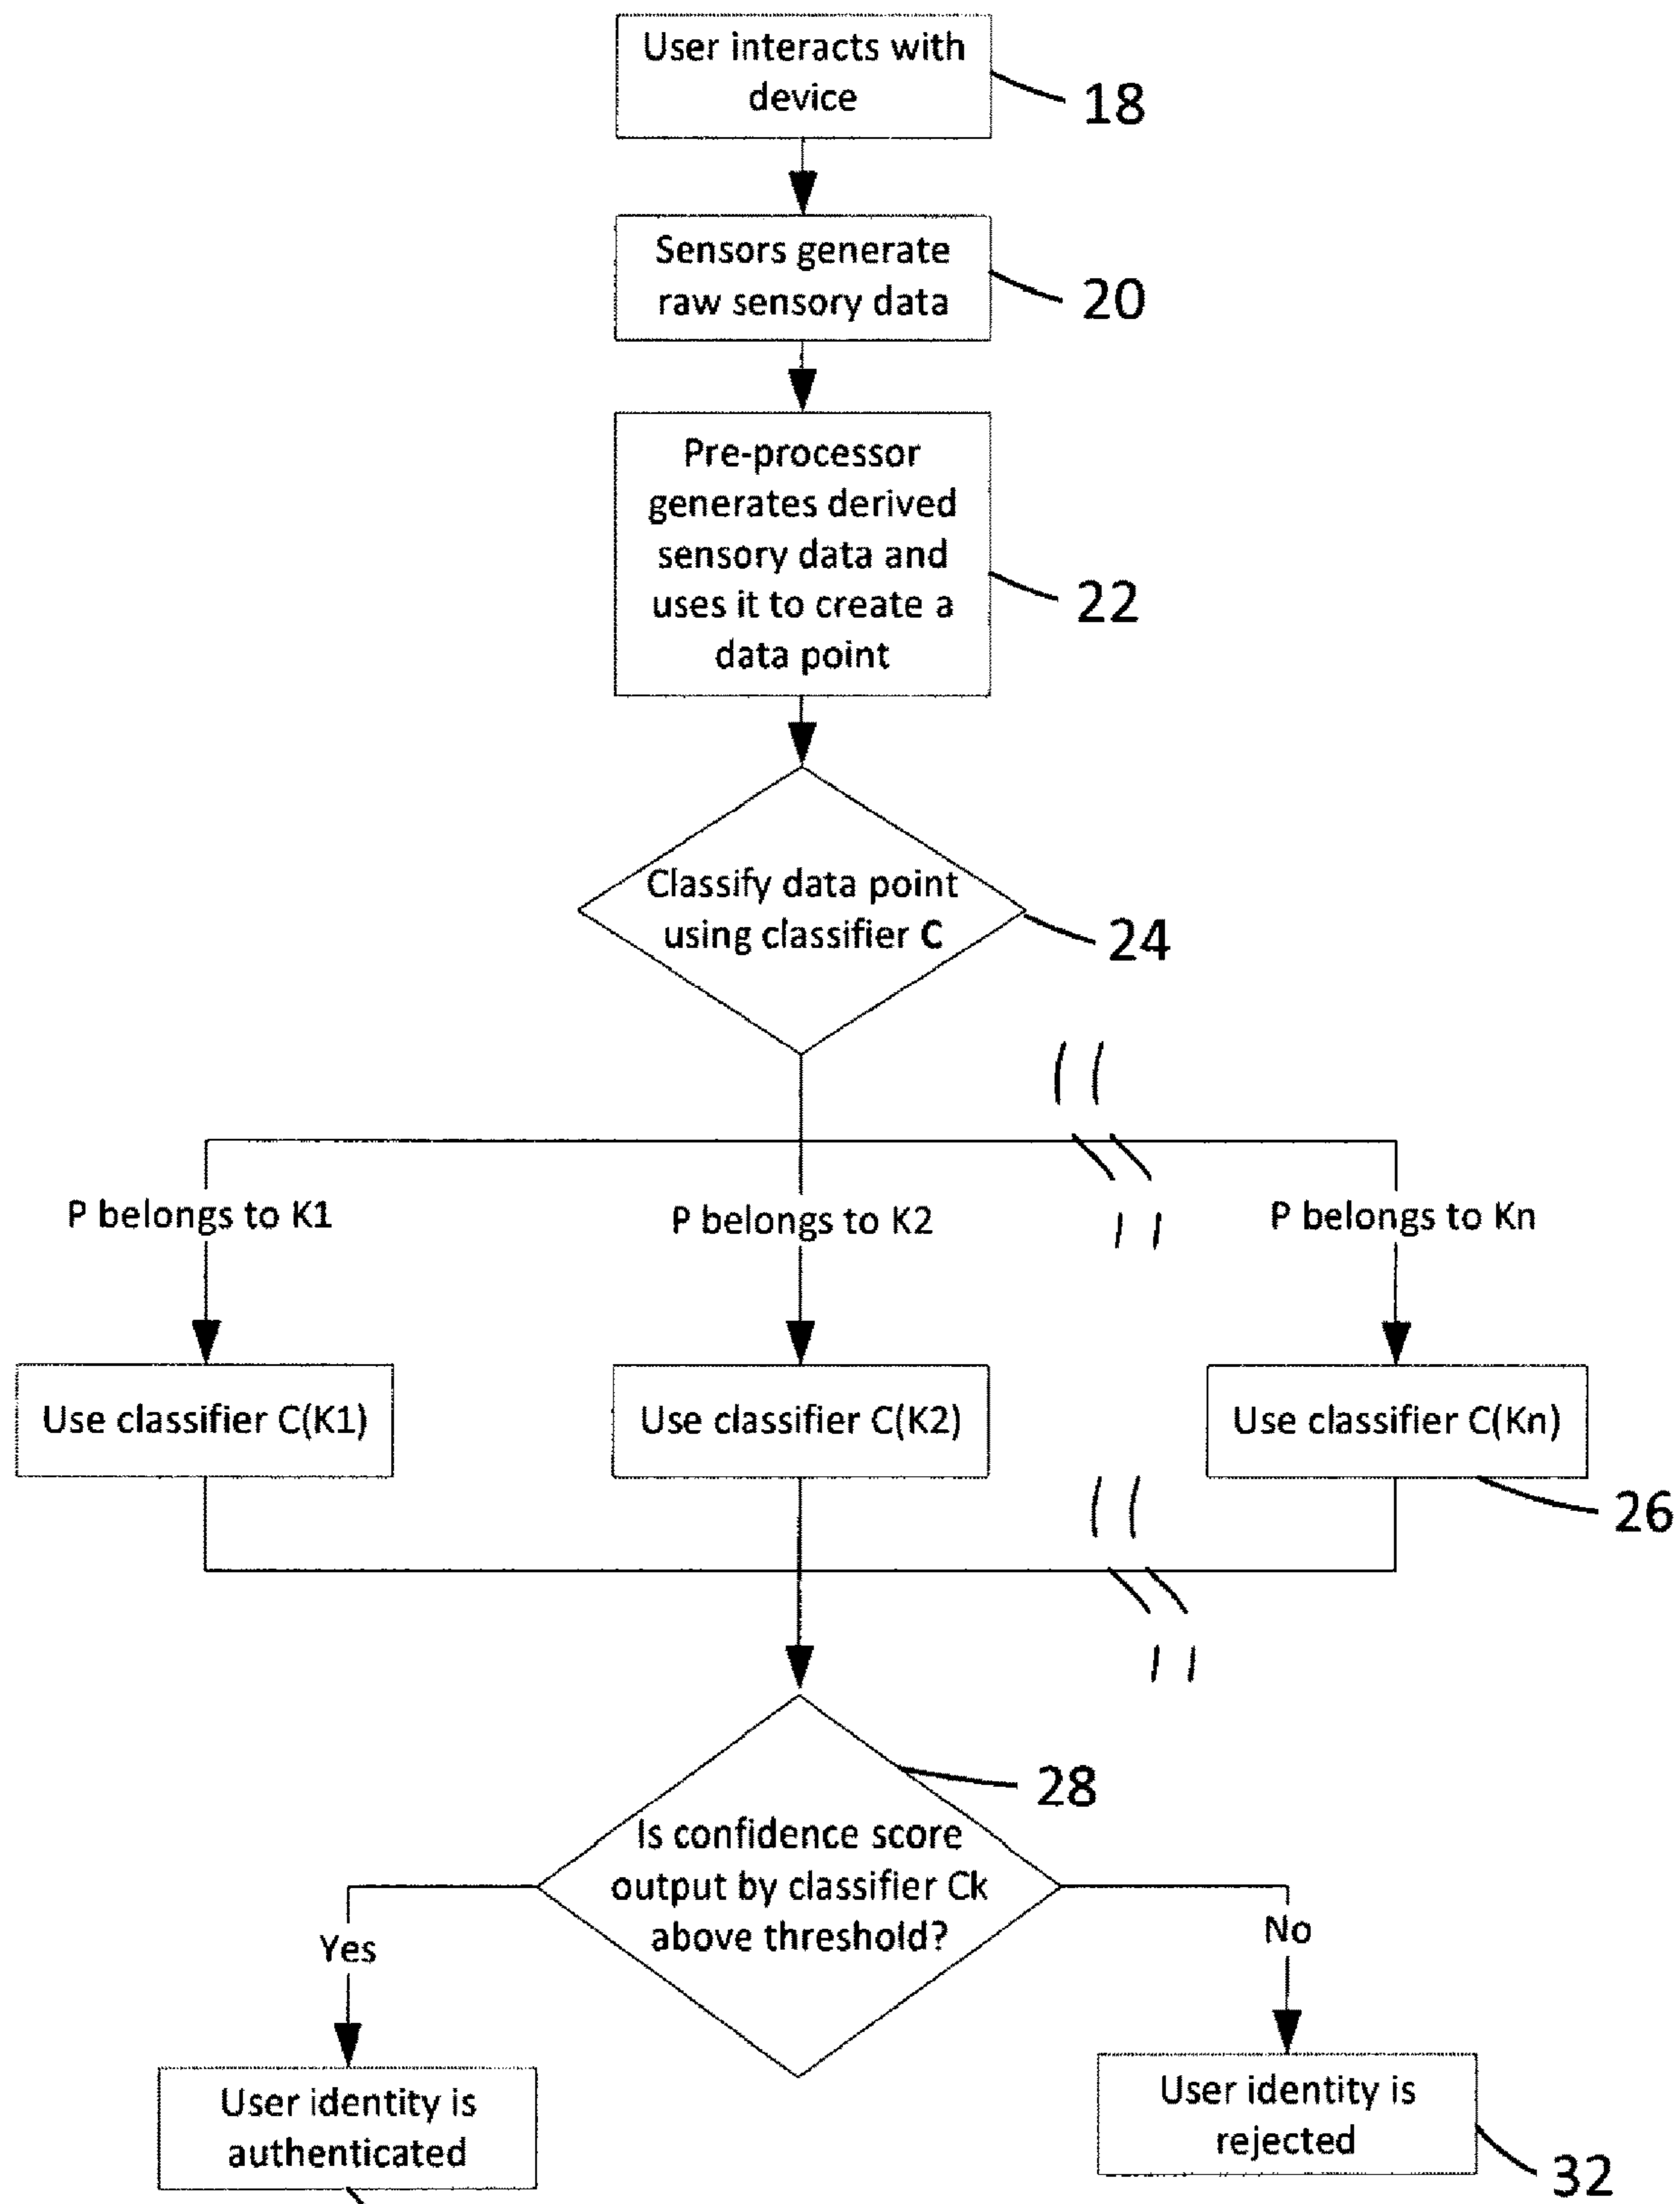 User interacts with
device
18
Sensors generate
raw sensory data
20
Pre-processor
generates derived
sensory data and
uses it to create a
data point
22
Classify data point
using classifier C
24
P belongs to K1
P belongs to K2
P belongs to Kn
Use classifier C(K1)
Use classifier C(K2)
Use classifier C(Kn)
26
28
Is confidence score
output by classifier Ck
above threshold?
Yes
No
User identity is
authenticated
User identity is
rejected
32